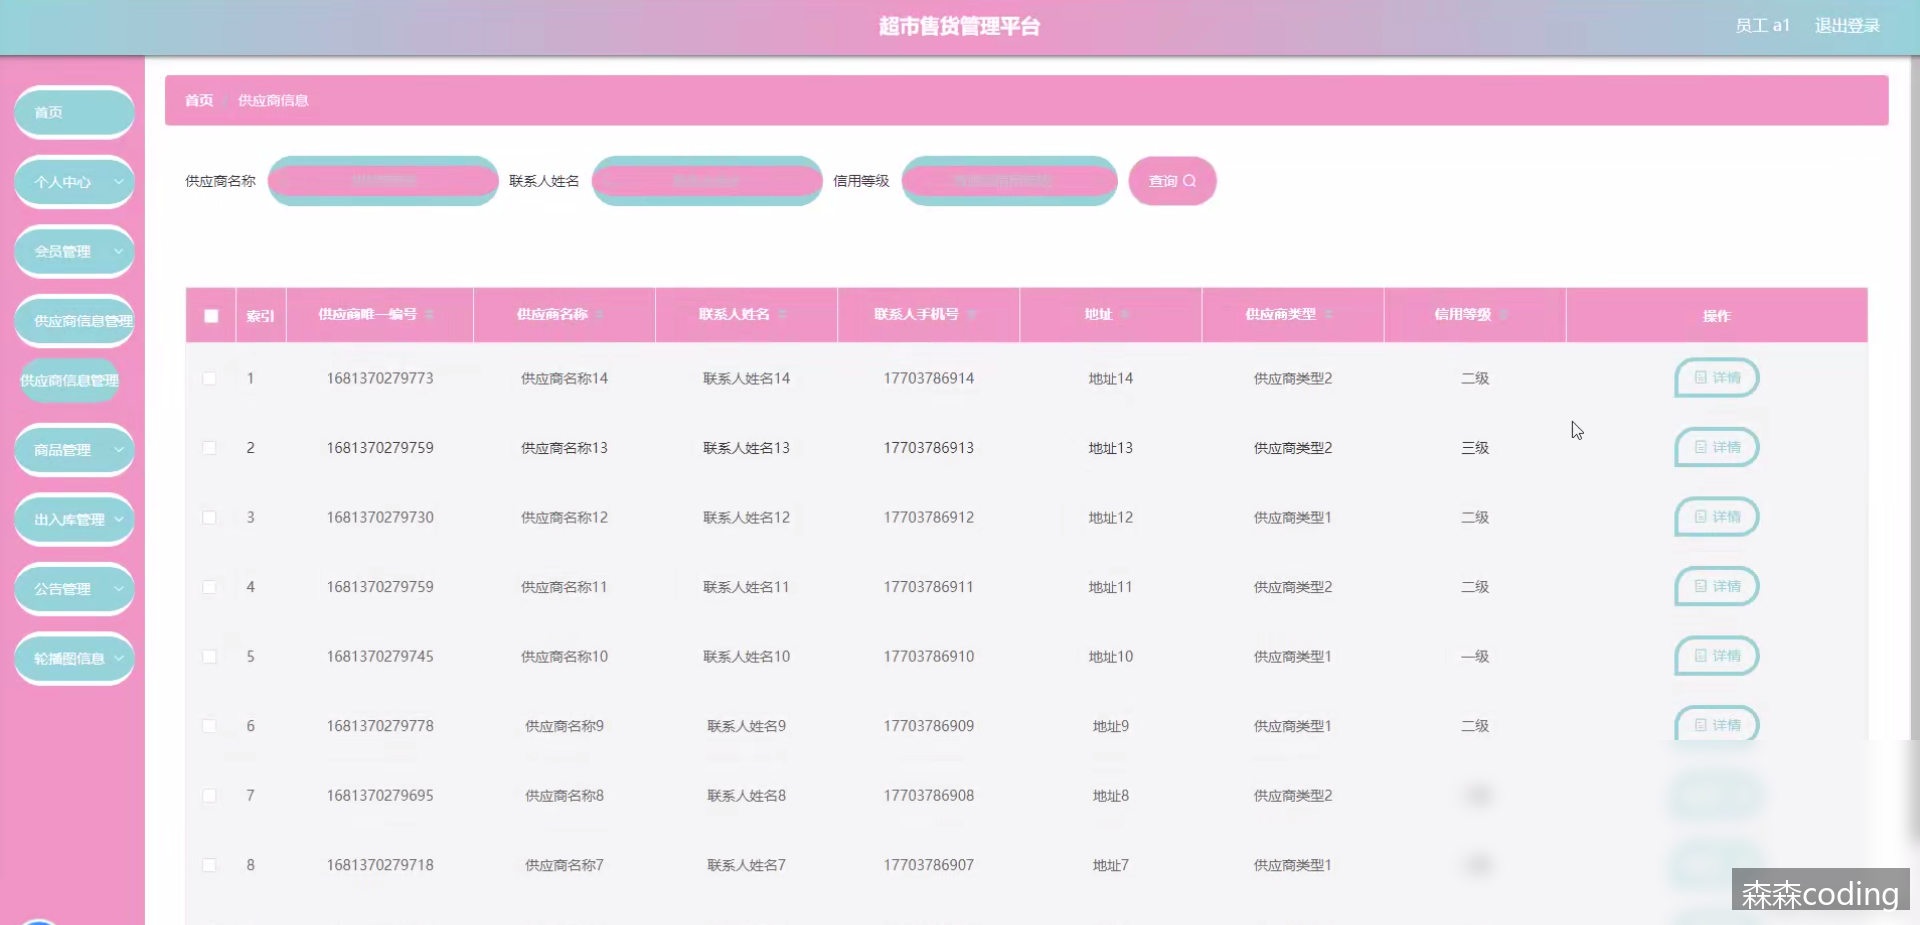 超市售货管理平台
员工 a1 退出登录
首页 供应商信息
首页
个人中心
会员管理
供应商信息管理
供应商信息管理
商品管理
出入库管理
公告管理
轮播图信息
供应商名称 联系人姓名 信用等级 查询
索引 供应商唯一编号 供应商名称 联系人姓名 联系人手机号 地址 供应商类型 信用等级 操作
1 1681370279773 供应商名称14 联系人姓名14 17703786914 地址14 供应商类型2 二级 详情
2 1681370279759 供应商名称13 联系人姓名13 17703786913 地址13 供应商类型2 三级 详情
3 1681370279730 供应商名称12 联系人姓名12 17703786912 地址12 供应商类型1 二级 详情
4 1681370279759 供应商名称11 联系人姓名11 17703786911 地址11 供应商类型2 二级 详情
5 1681370279745 供应商名称10 联系人姓名10 17703786910 地址10 供应商类型1 一级 详情
6 1681370279778 供应商名称9 联系人姓名9 17703786909 地址9 供应商类型1 二级 详情
7 1681370279695 供应商名称8 联系人姓名8 17703786908 地址8 供应商类型2
8 1681370279718 供应商名称7 联系人姓名7 17703786907 地址7 供应商类型1
森森coding